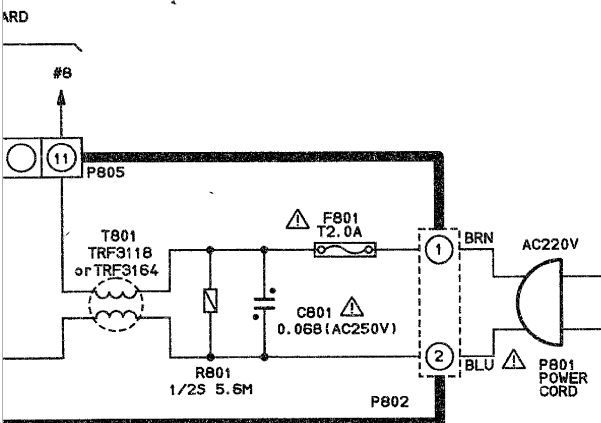 ARD
#8
11
P805
F801
T2.0A
T801
TRF3118
or TRF3164
1
BRN
AC220V
C801
0.068(AC250V)
2
BLU
R801
1/2S 5.6M
P801
POWER
CORD
P802